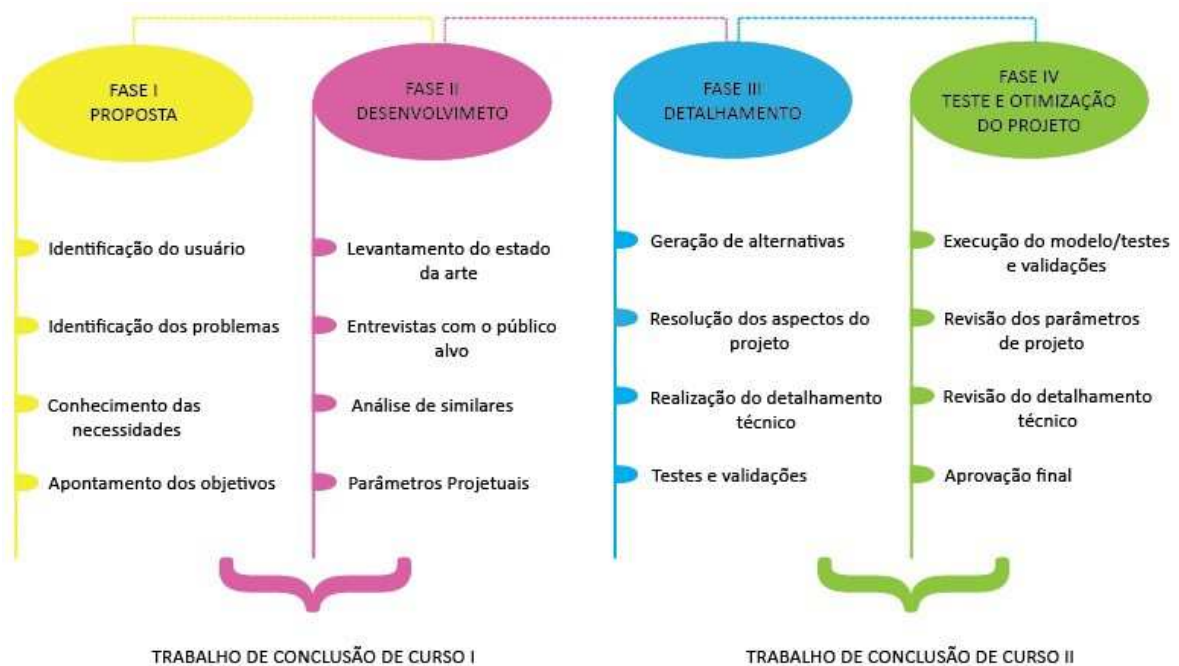 FASE I
PROPOSTA
Identificação do usuário
Identificação dos problemas
Conhecimento das
necessidades
Apontamento dos objetivos
FASE II
DESENVOLVIMETO
Levantamento do estado
da arte
Entrevistas com o público
alvo
Análise de similares
Parâmetros Projetuais
FASE III
DETALHAMENTO
Geração de alternativas
Resolução dos aspectos do
projeto
Realização do detalhamento
técnico
Testes e validações
FASE IV
TESTE E OTIMIZAÇÃO
DO PROJETO
Execução do modelo/testes
e validações
Revisão dos parâmetros
de projeto
Revisão do detalhamento
técnico
Aprovação final
TRABALHO DE CONCLUSÃO DE CURSO I
TRABALHO DE CONCLUSÃO DE CURSO II